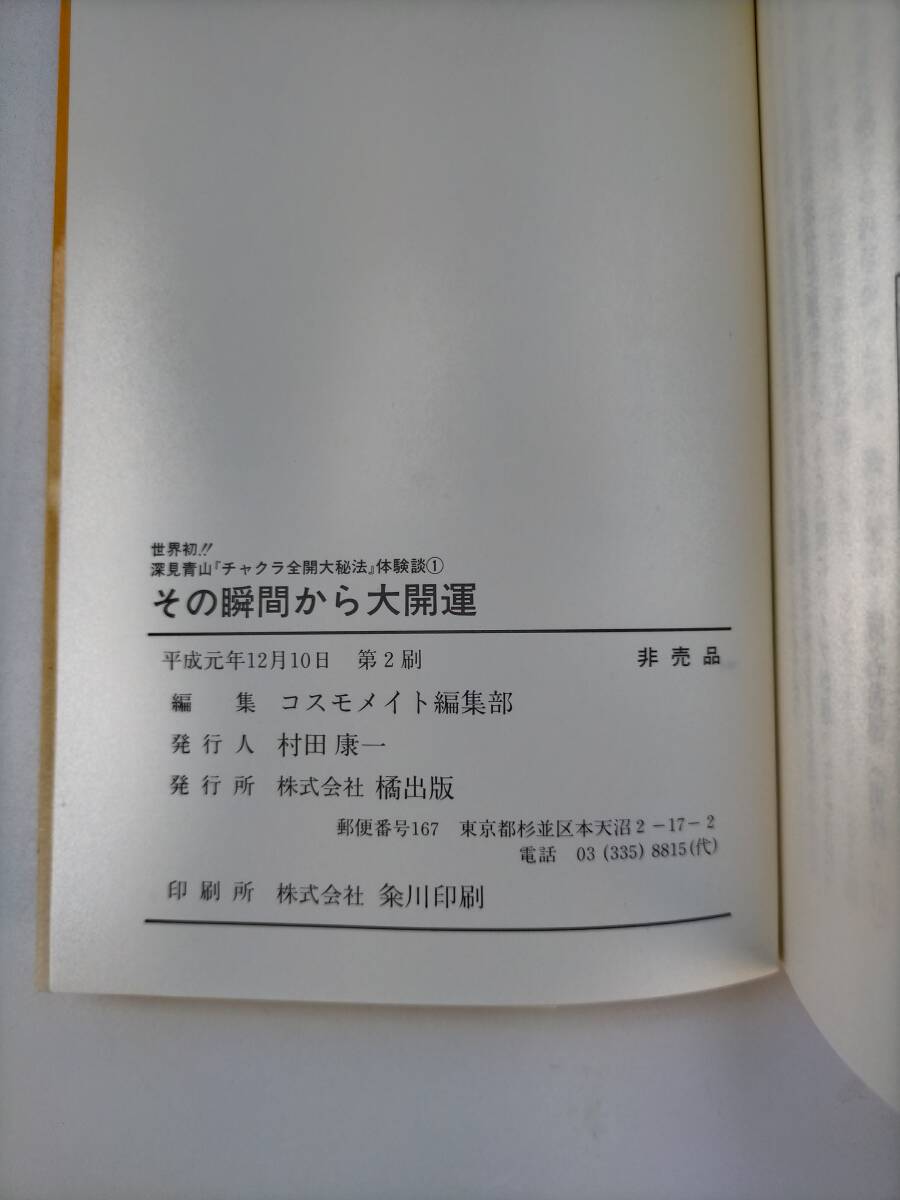 世界初!!
深見青山『チャクラ全開大秘法』体験談①
その瞬間から大開運
平成元年12月10日 第2刷 非売品
編集 コスモメイト編集部
発行人 村田康一
発行所 株式会社 橘出版
郵便番号167 東京都杉並区本天沼2-17-2
電話 03(335)8815(代)
印刷所 株式会社 粂川印刷